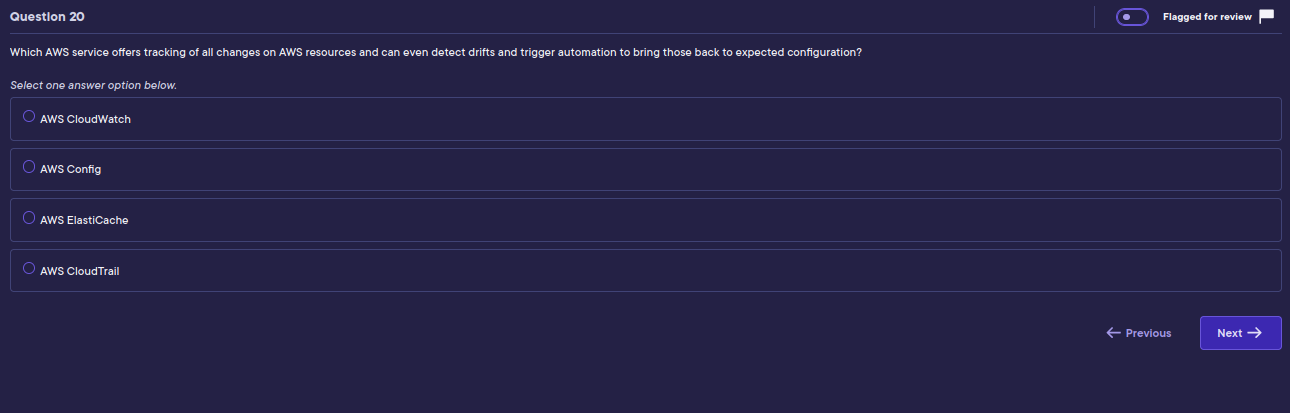 Question 20
Flagged for review
Which AWS service offers tracking of all changes on AWS resources and can even detect drifts and trigger automation to bring those back to expected configuration?
Select one answer option below.
AWS CloudWatch
AWS Config
AWS ElastiCache
AWS CloudTrail
Previous
Next